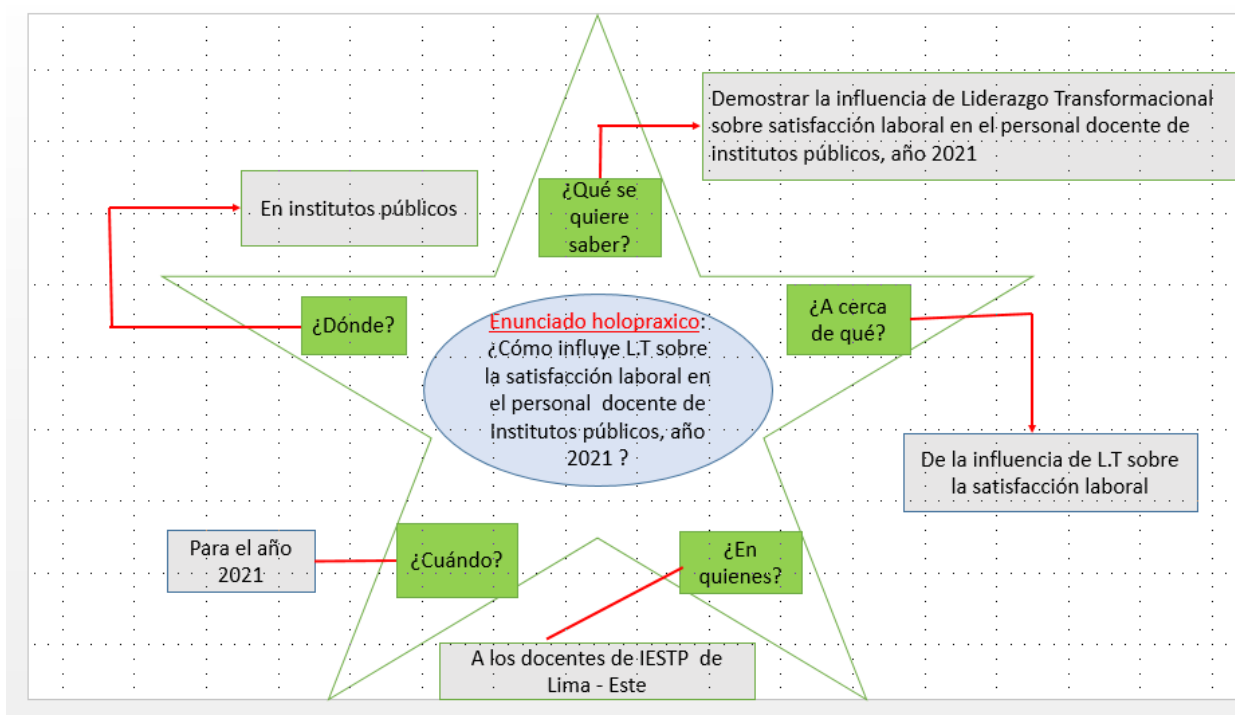 Demostrar la influencia de Liderazgo Transformacional
sobre satisfacción laboral en el personal docente de
institutos públicos, año 2021
¿Qué se
quiere
saber?
En institutos públicos
¿Dónde?
¿A cerca
de qué?
Enunciado holopraxico:
¿Cómo influye L.T sobre
la satisfacción laboral en
el personal docente de
Institutos públicos, año
2021 ?
De la influencia de L.T sobre
la satisfacción laboral
Para el año
2021
¿Cuándo?
¿En
quienes?
A los docentes de IESTP de
Lima - Este